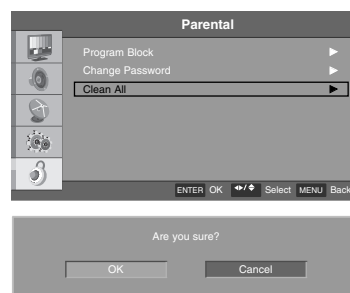 Parental
Program Block
Change Password
Clean All
ENTER OK Select MENU Back
Are you sure?
OK Cancel